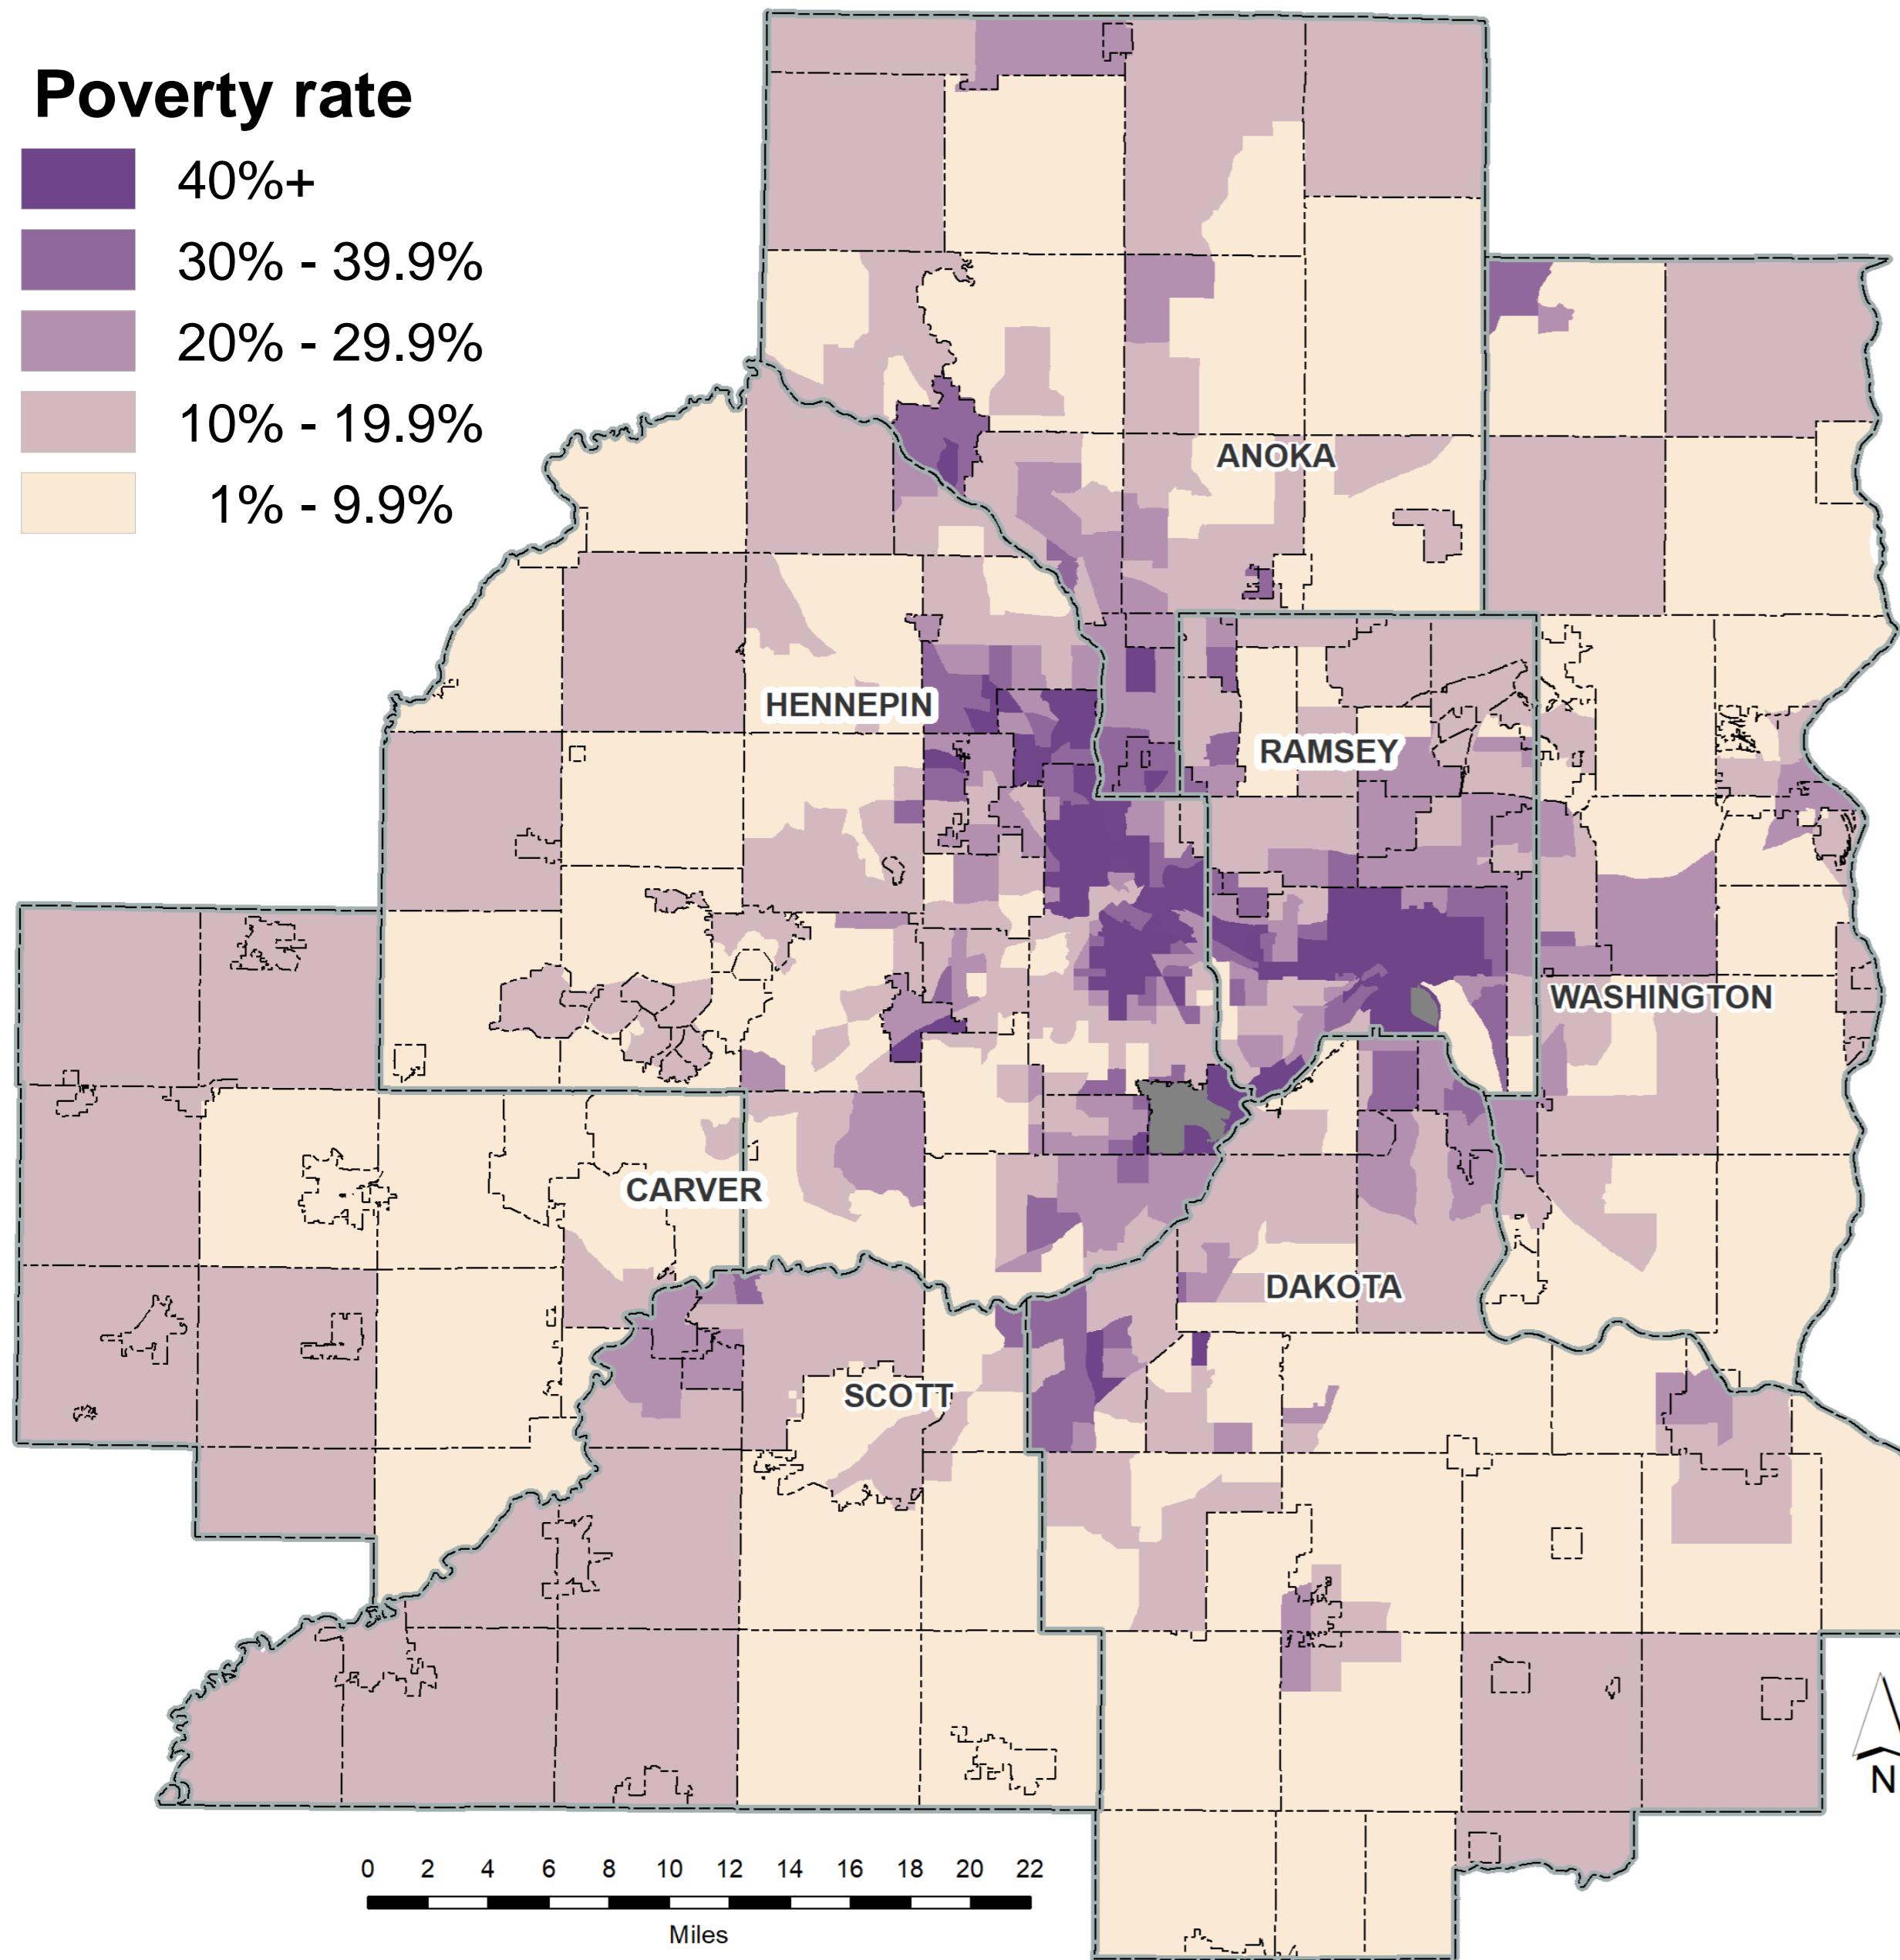 Poverty rate
40%+
30% - 39.9%
20% - 29.9%
10% - 19.9%
1% - 9.9%
ANOKA
HENNEPIN
RAMSEY
WASHINGTON
CARVER
DAKOTA
SCOTT
N
0 2 4 6 8 10 12 14 16 18 20 22
Miles